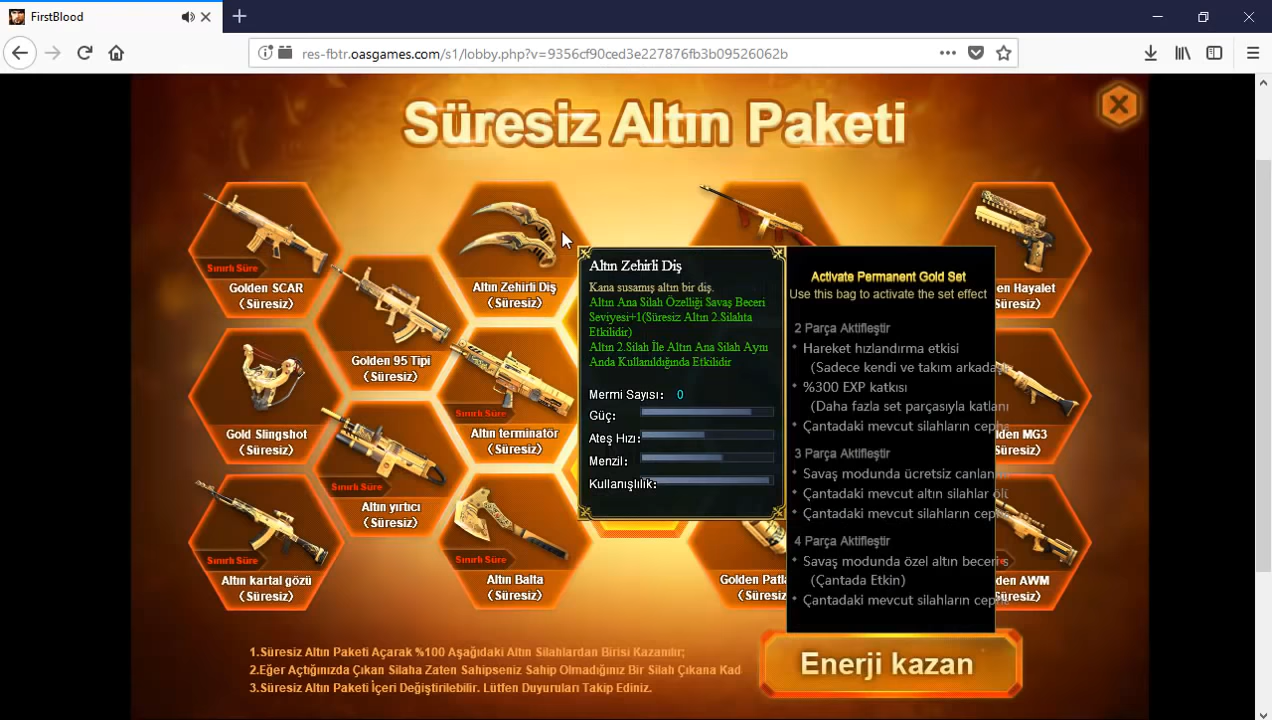 FirstBlood
res-fbtr.oasgames.com/s1/lobby.php?v=9356cf90ced3e227876fb3b09526062b
Süresiz Altın Paketi
Sınırlı Süre
Golden SCAR
(Süresiz)
Altın Zehirli Diş
(Süresiz)
en Hayalet
Süresiz)
Golden 95 Tipi
(Süresiz)
Gold Slingshot
(Süresiz)
Sınırlı Süre
Altın terminatör
(Süresiz)
lden MG3
Süresiz)
Sınırlı Süre
Altın yırtıcı
(Süresiz)
Sınırlı Süre
Altın kartal gözü
(Süresiz)
Sınırlı Süre
Altın Balta
(Süresiz)
Golden Patla
(Süresiz
den AWM
Süresiz)
Altın Zehirli Diş
Kana susamış altın bir diş.
Altın Ana Silah Özelliği Savaş Beceri
Seviyesi+1(Süresiz Altın 2.Silahta
Etkilidir)
Altın 2.Silah İle Altın Ana Silah Aynı
Anda Kullanıldığında Etkilidir
Mermi Sayısı: 0
Güç:
Ateş Hızı:
Menzil:
Kullanışlılık:
Activate Permanent Gold Set
Use this bag to activate the set effect
2 Parça Aktifleştir
* Hareket hızlandırma etkisi
(Sadece kendi ve takım arkadaş
* %300 EXP katkısı
(Daha fazla set parçasıyla katlanı
* Çantadaki mevcut silahların cepha
3 Parça Aktifleştir
* Savaş modunda ücretsiz canlan
* Çantadaki mevcut altın silahlar ölü
* Çantadaki mevcut silahların cepha
4 Parça Aktifleştir
* Savaş modunda özel altın beceri s
(Çantada Etkin)
* Çantadaki mevcut silahların cepha
1.Süresiz Altın Paketi Açarak %100 Aşağıdaki Altın Silahlardan Birisi Kazanılır;
2.Eğer Açtığınızda Çıkan Silaha Zaten Sahipseniz Sahip Olmadığınız Bir Silah Çıkana Kad
3.Süresiz Altın Paketi İçeri Değiştirilebilir. Lütfen Duyuruları Takip Ediniz.
Enerji kazan